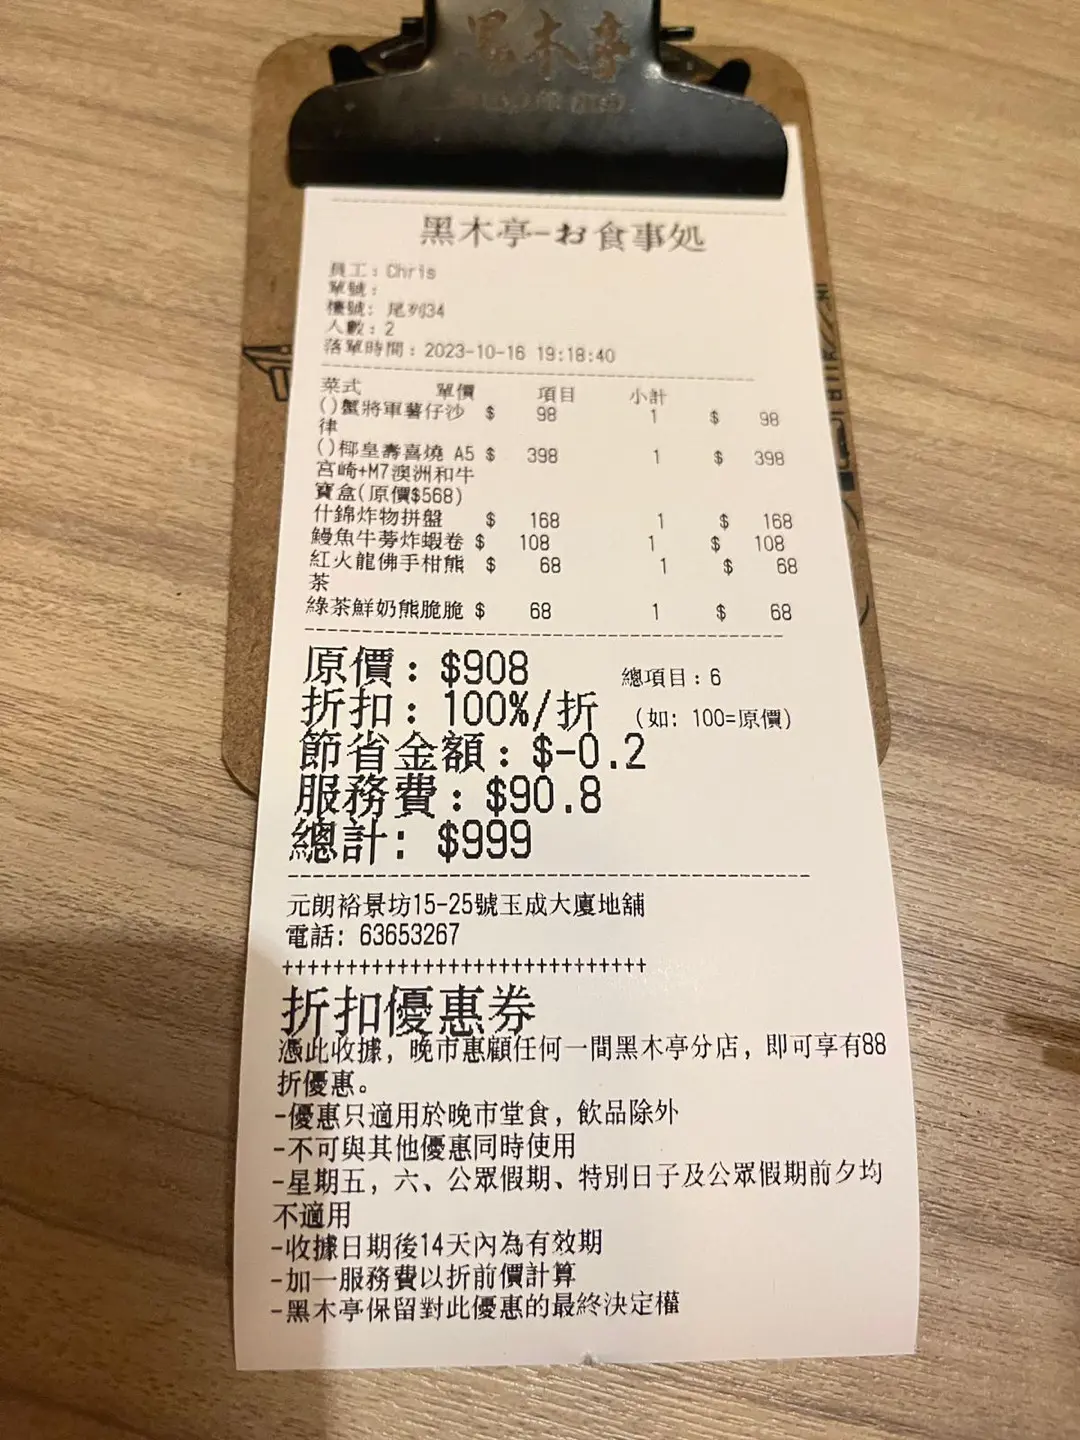 黑木亭
黑木亭-お食事処
員工：Chris
單號：
檯號: 尾列34
人數：2
落單時間：2023-10-16 19:18:40
菜式 單價 項目 小計
()蟹將軍薯仔沙 $ 98 1 $ 98
律
()椰皇壽喜燒 A5 $ 398 1 $ 398
宮崎+M7澳洲和牛
寶盒(原價$568)
什錦炸物拼盤 $ 168 1 $ 168
鰻魚牛蒡炸蝦卷 $ 108 1 $ 108
紅火龍佛手柑熊 $ 68 1 $ 68
茶
綠茶鮮奶熊脆脆 $ 68 1 $ 68
原價：$908 總項目：6
折扣：100%/折 (如: 100=原價)
節省金額：$-0.2
服務費：$90.8
總計: $999
元朗裕景坊15-25號玉成大廈地舖
電話: 63653267
++++++++++++++++++++++++++++
折扣優惠券
憑此收據, 晚市惠顧任何一間黑木亭分店, 即可享有88
折優惠。
-優惠只適用於晚市堂食, 飲品除外
-不可與其他優惠同時使用
-星期五, 六、公眾假期、特別日子及公眾假期前夕均
不適用
-收據日期後14天內為有效期
-加一服務費以折前價計算
-黑木亭保留對此優惠的最終決定權